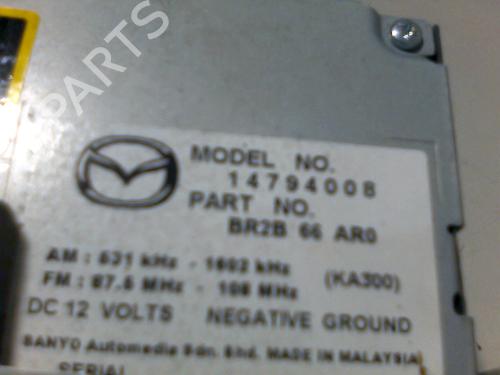 PARTS
MODEL NO.
14794008
PART NO.
BR2B 66 AR0
AM : 531 kHz - 1602 kHz
(KA300)
FM : 87.5 MHz - 108 MHz
DC 12 VOLTS NEGATIVE GROUND
SANYO Automedia Sdn. Bhd. MADE IN MALAYSIA
SERIAL